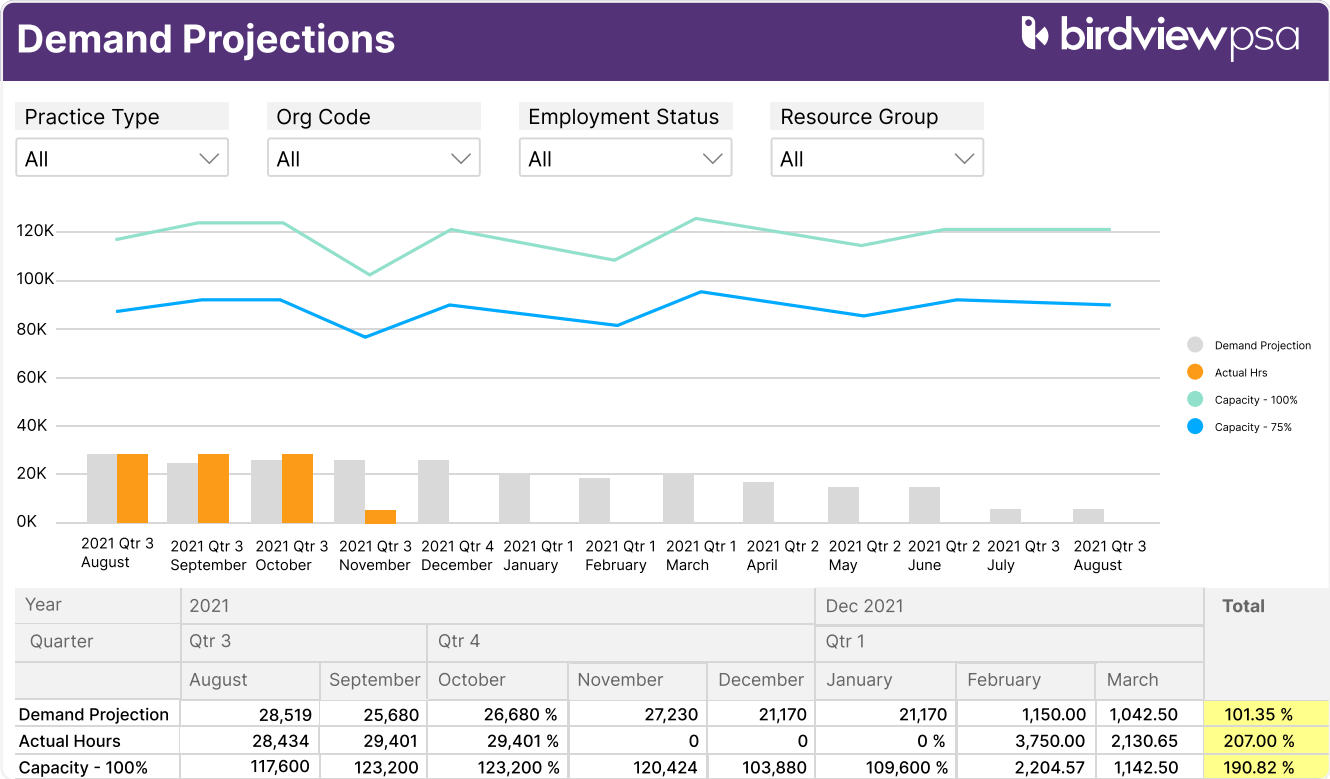 Demand Projections
birdviewpsa
Practice Type Org Code Employment Status Resource Group
All All All All
120K
100K
80K
60K
40K
20K
0K
Demand Projection
Actual Hrs
Capacity - 100%
Capacity - 75%
2021 Qtr 3 2021 Qtr 3 2021 Qtr 3 2021 Qtr 3 2021 Qtr 4 2021 Qtr 1 2021 Qtr 1 2021 Qtr 1 2021 Qtr 2 2021 Qtr 2 2021 Qtr 2 2021 Qtr 3 2021 Qtr 3
August September October November December January February March April May June July August
Year 2021 Dec 2021 Total
Quarter Qtr 3 Qtr 4 Qtr 1
August September October November December January February March
Demand Projection 28,519 25,680 26,680 % 27,230 21,170 21,170 1,150.00 1,042.50 101.35 %
Actual Hours 28,434 29,401 29,401 % 0 0 0 % 3,750.00 2,130.65 207.00 %
Capacity - 100% 117,600 123,200 123,200 % 120,424 103,880 109,600 % 2,204.57 1,142.50 190.82 %